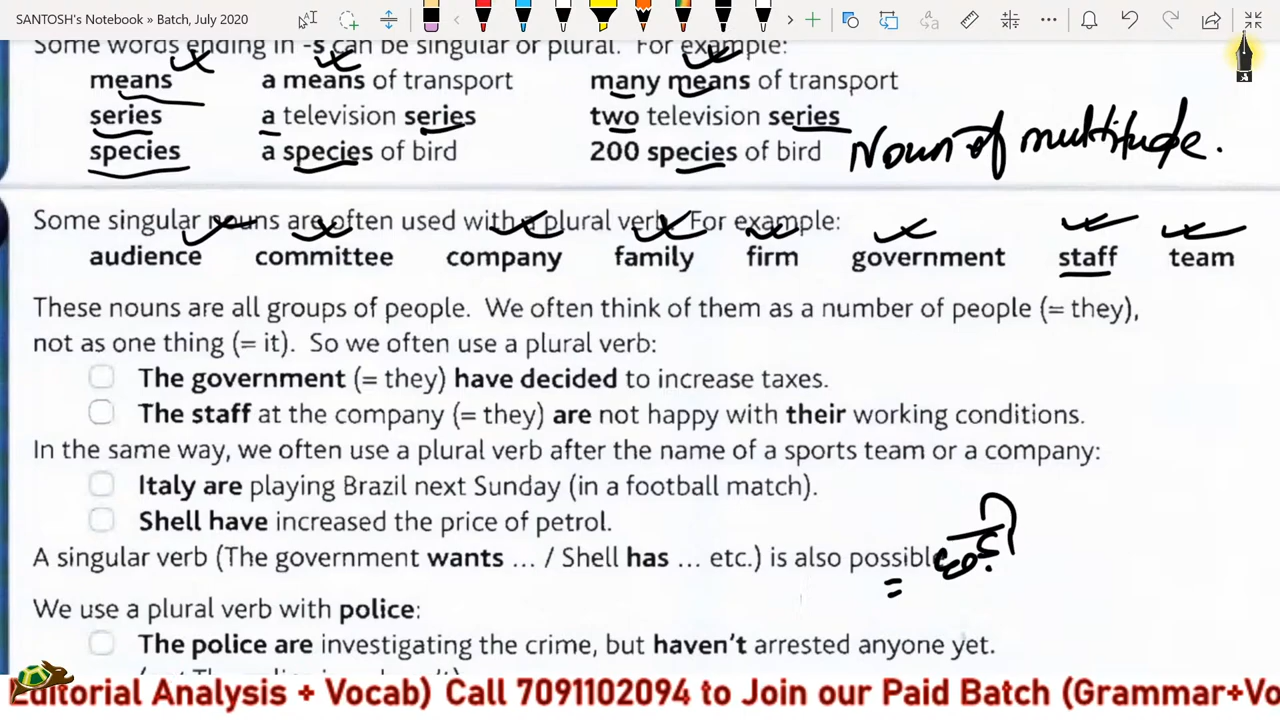 SANTOSH's Notebook » Batch, July 2020
Some words ending in -s can be singular or plural. For example:
means a means of transport many means of transport
series a television series two television series
species a species of bird 200 species of bird Noun of multitude.
Some singular nouns are often used with a plural verb. For example:
audience committee company family firm government staff team
These nouns are all groups of people. We often think of them as a number of people (= they),
not as one thing (= it). So we often use a plural verb:
The government (= they) have decided to increase taxes.
The staff at the company (= they) are not happy with their working conditions.
In the same way, we often use a plural verb after the name of a sports team or a company:
Italy are playing Brazil next Sunday (in a football match).
Shell have increased the price of petrol.
A singular verb (The government wants ... / Shell has ... etc.) is also possible
We use a plural verb with police:
The police are investigating the crime, but haven't arrested anyone yet.
Editorial Analysis + Vocab) Call 7091102094 to Join our Paid Batch (Grammar+Vo